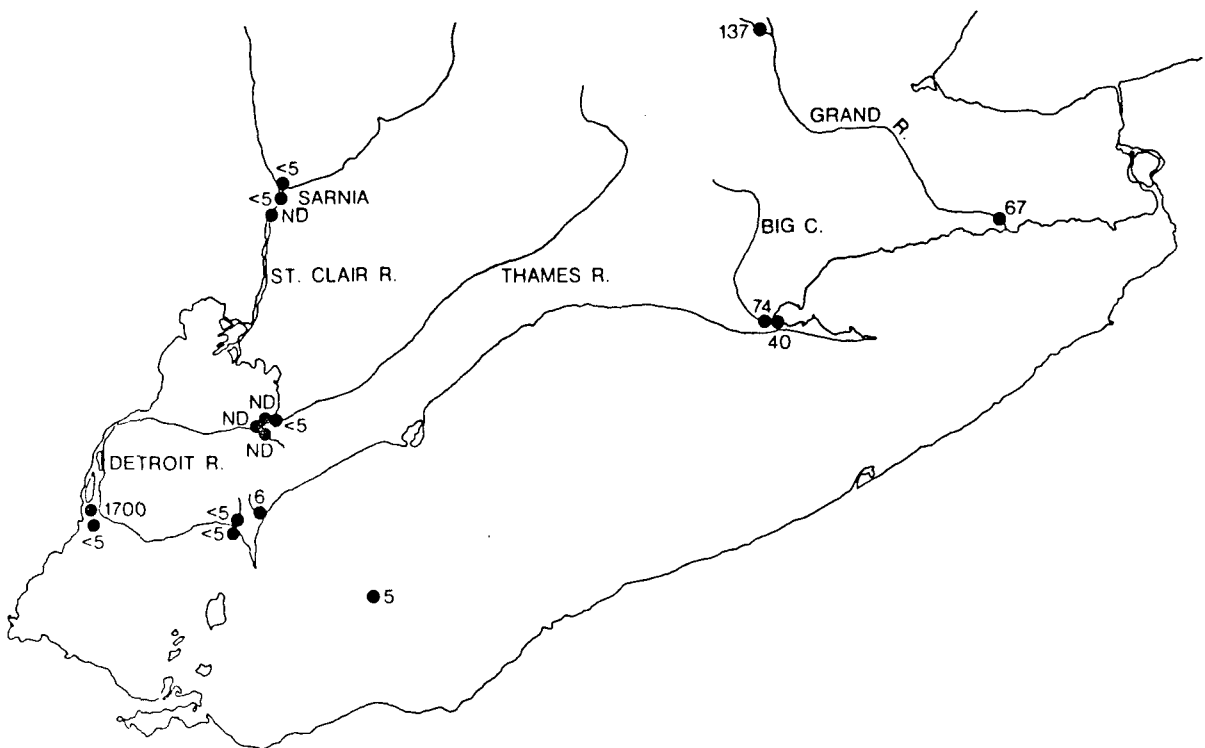 137
GRAND R.
<5
<5 SARNIA
ND
67
BIG C.
ST. CLAIR R.
THAMES R.
74
40
ND
ND
<5
ND
DETROIT R.
1700
<5
<5
6
<5
5